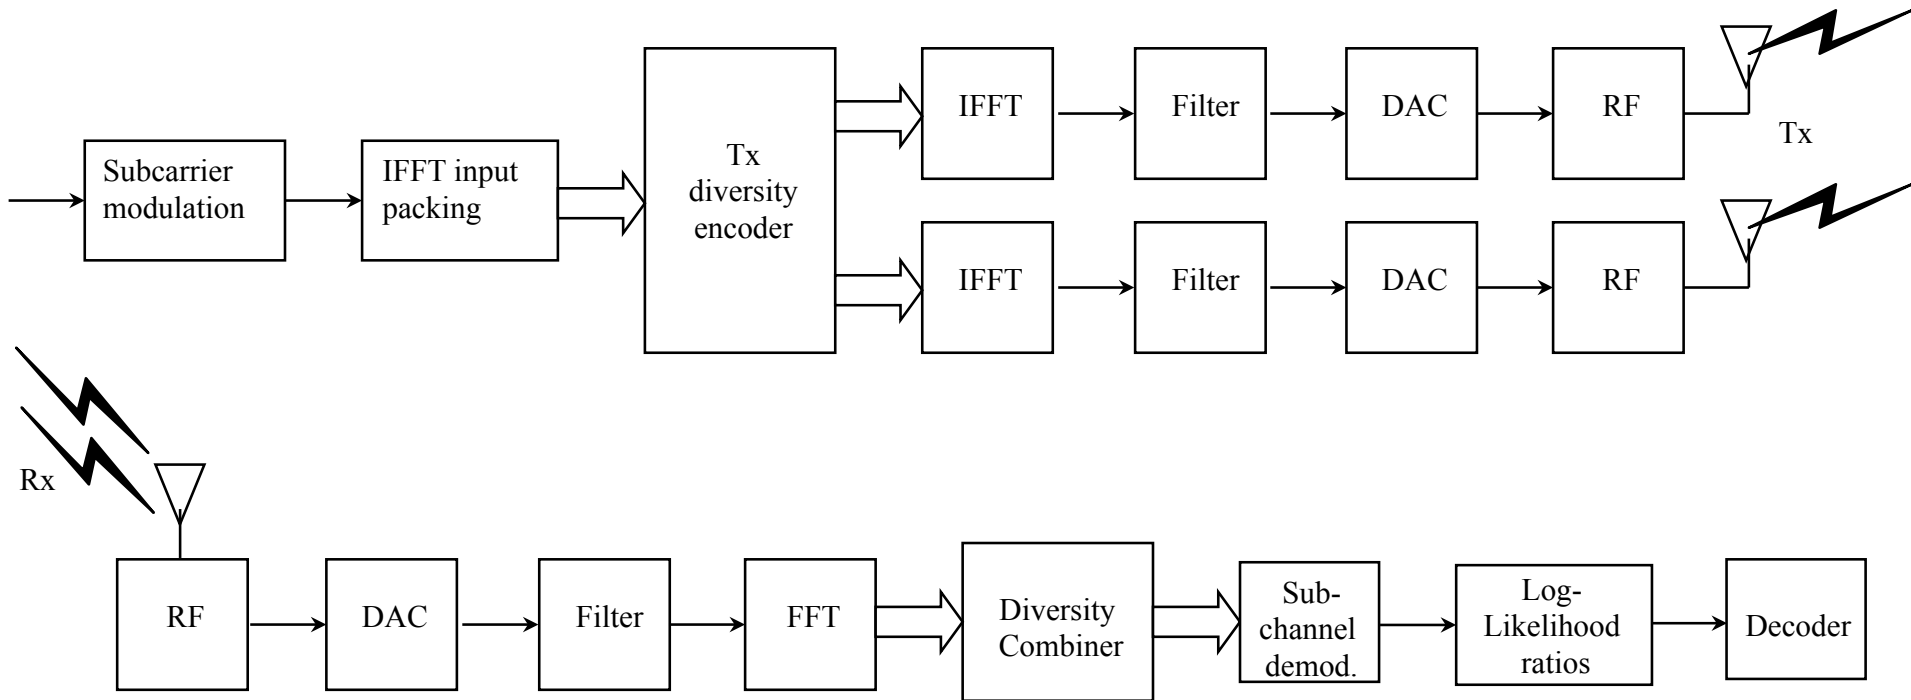 Subcarrier
modulation
IFFT input
packing
Tx
diversity
encoder
IFFT
Filter
DAC
RF
Tx
IFFT
Filter
DAC
RF
Rx
RF
DAC
Filter
FFT
Diversity
Combiner
Sub-
channel
demod.
Log-
Likelihood
ratios
Decoder